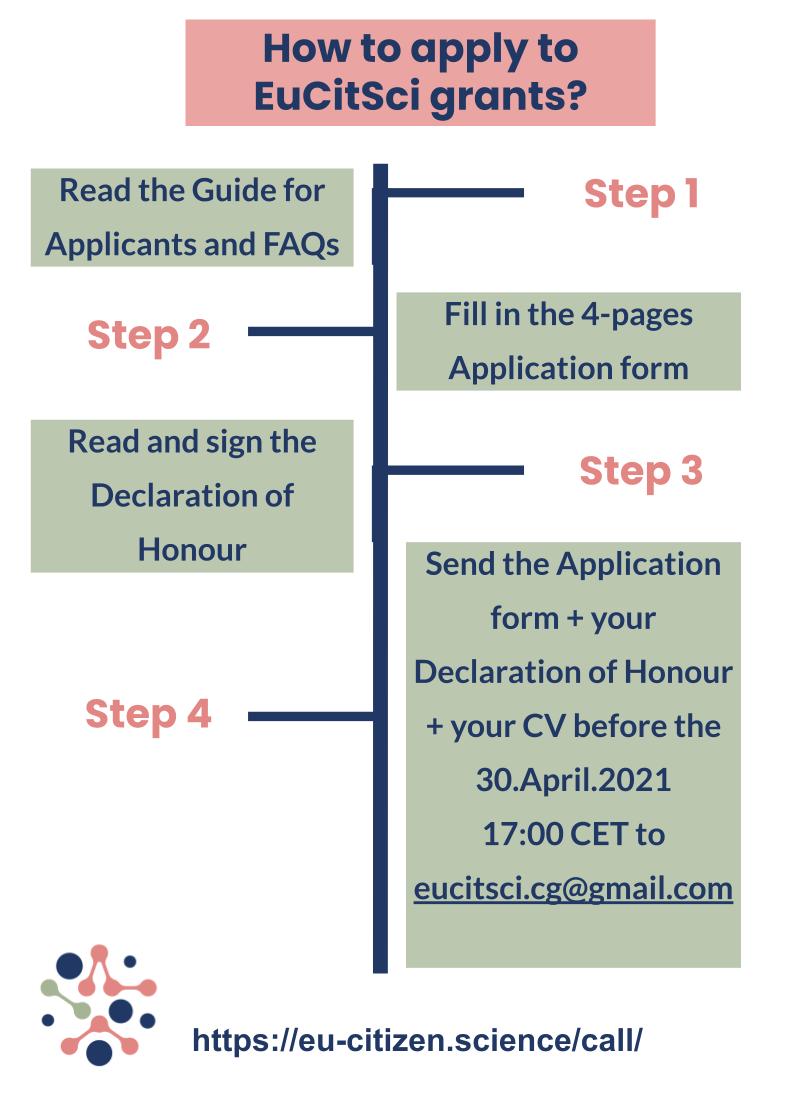 How to apply to
EuCitSci grants?
Step 1
Read the Guide for
Applicants and FAQs
Step 2
Fill in the 4-pages
Application form
Step 3
Read and sign the
Declaration of
Honour
Step 4
Send the Application
form + your
Declaration of Honour
+ your CV before the
30.April.2021
17:00 CET to
eucitsci.cg@gmail.com
https://eu-citizen.science/call/